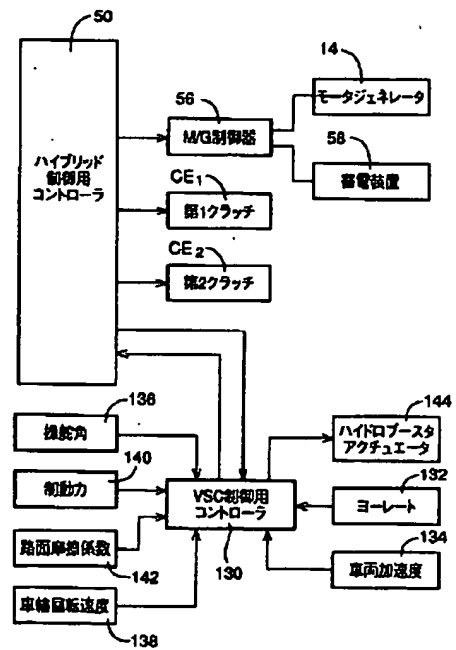 50
14
モータジェネレータ
56
M/G制御器
58
蓄電装置
ハイブリッド
制御用
コントローラ
CE1
第1クラッチ
CE2
第2クラッチ
136
操舵角
144
ハイドロブースタ
アクチュエータ
140
制動力
VSC制御用
コントローラ
132
ヨーレート
路面摩擦係数
142
130
134
車両加速度
車輪回転速度
138